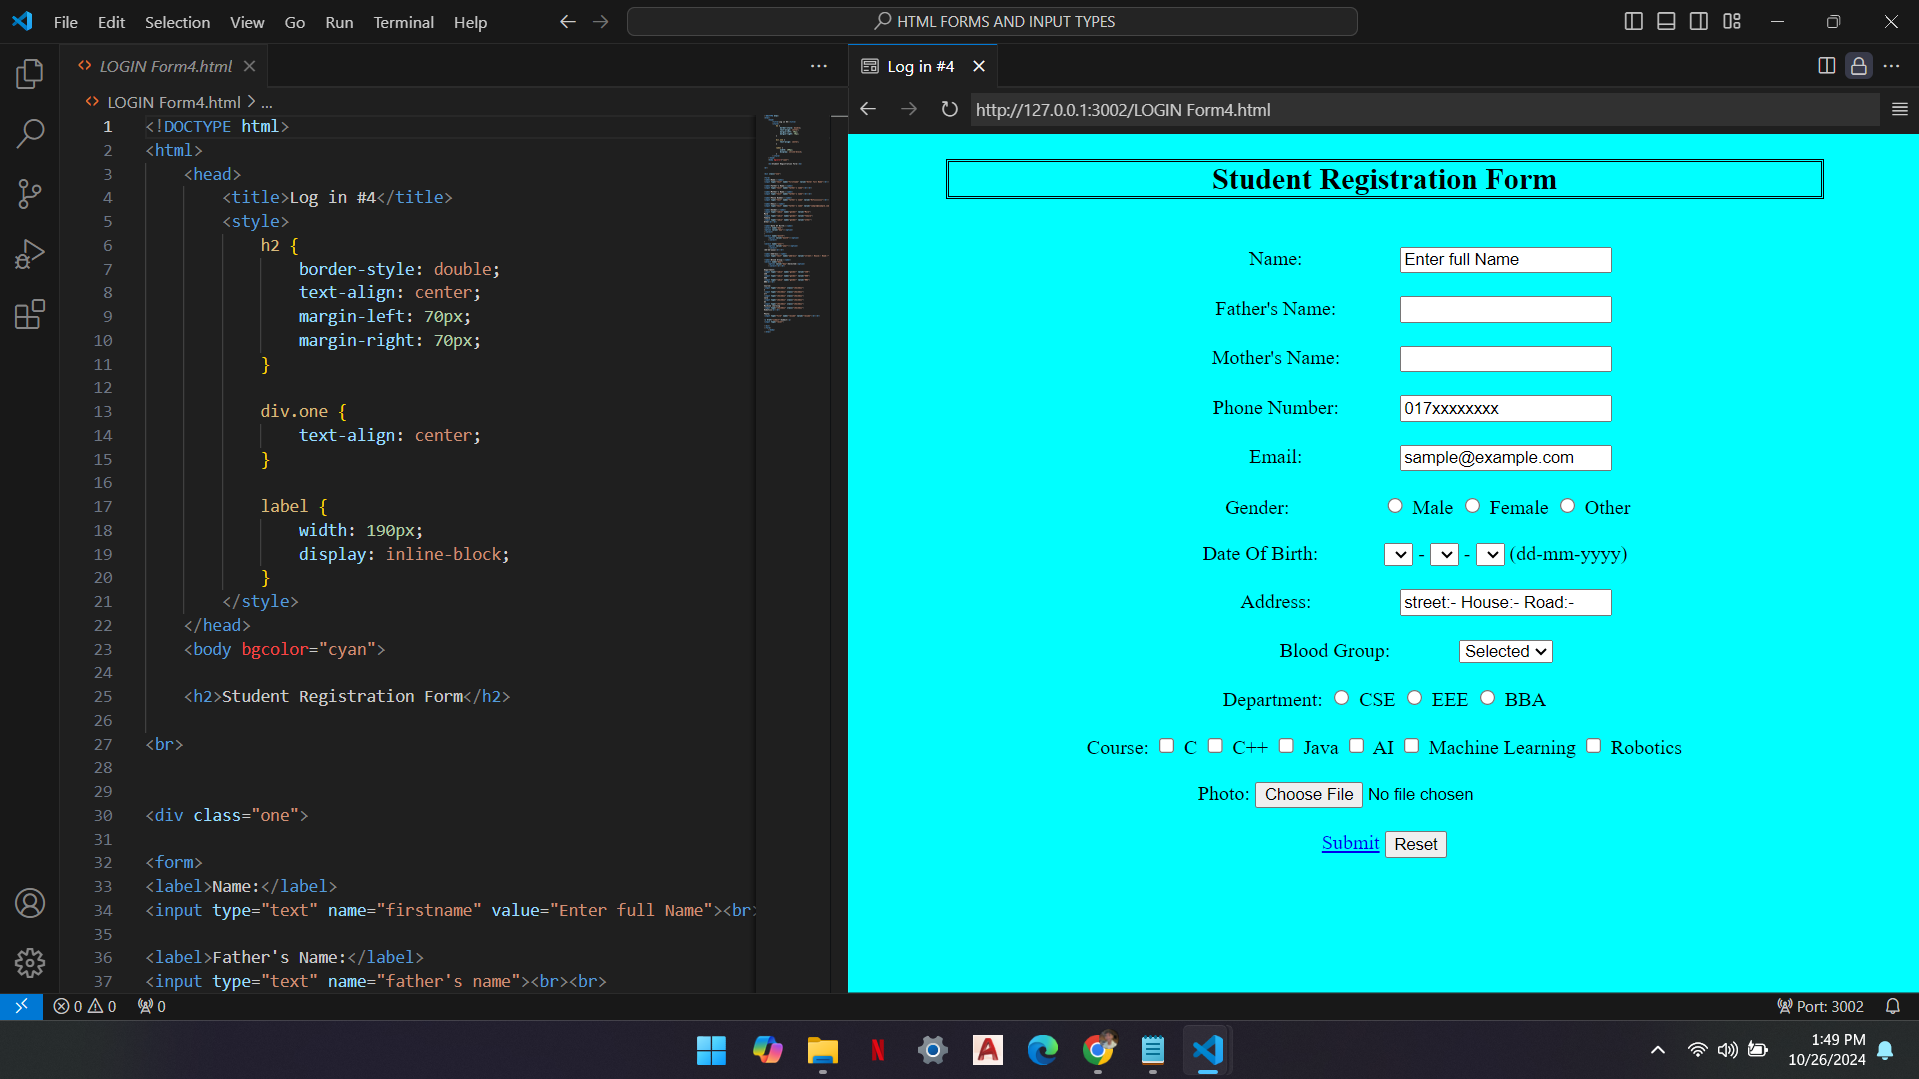 File Edit Selection View Go Run Terminal Help
HTML FORMS AND INPUT TYPES
LOGIN Form4.html
LOGIN Form4.html > ...
1 <!DOCTYPE html>
2 <html>
3 <head>
4 <title>Log in #4</title>
5 <style>
6 h2 {
7 border-style: double;
8 text-align: center;
9 margin-left: 70px;
10 margin-right: 70px;
11 }
12
13 div.one {
14 text-align: center;
15 }
16
17 label {
18 width: 190px;
19 display: inline-block;
20 }
21 </style>
22 </head>
23 <body bgcolor="cyan">
24
25 <h2>Student Registration Form</h2>
26
27 <br>
28
29
30 <div class="one">
31
32 <form>
33 <label>Name:</label>
34 <input type="text" name="firstname" value="Enter full Name"><br>
35
36 <label>Father's Name:</label>
37 <input type="text" name="father's name"><br><br>
Log in #4
http://127.0.0.1:3002/LOGIN Form4.html
Student Registration Form
Name: Enter full Name
Father's Name:
Mother's Name:
Phone Number: 017xxxxxxxx
Email: sample@example.com
Gender: Male Female Other
Date Of Birth: - - (dd-mm-yyyy)
Address: street:- House:- Road:-
Blood Group: Selected
Department: CSE EEE BBA
Course: C C++ Java AI Machine Learning Robotics
Photo: Choose File No file chosen
Submit Reset
0 0 0
Port: 3002
1:49 PM
10/26/2024